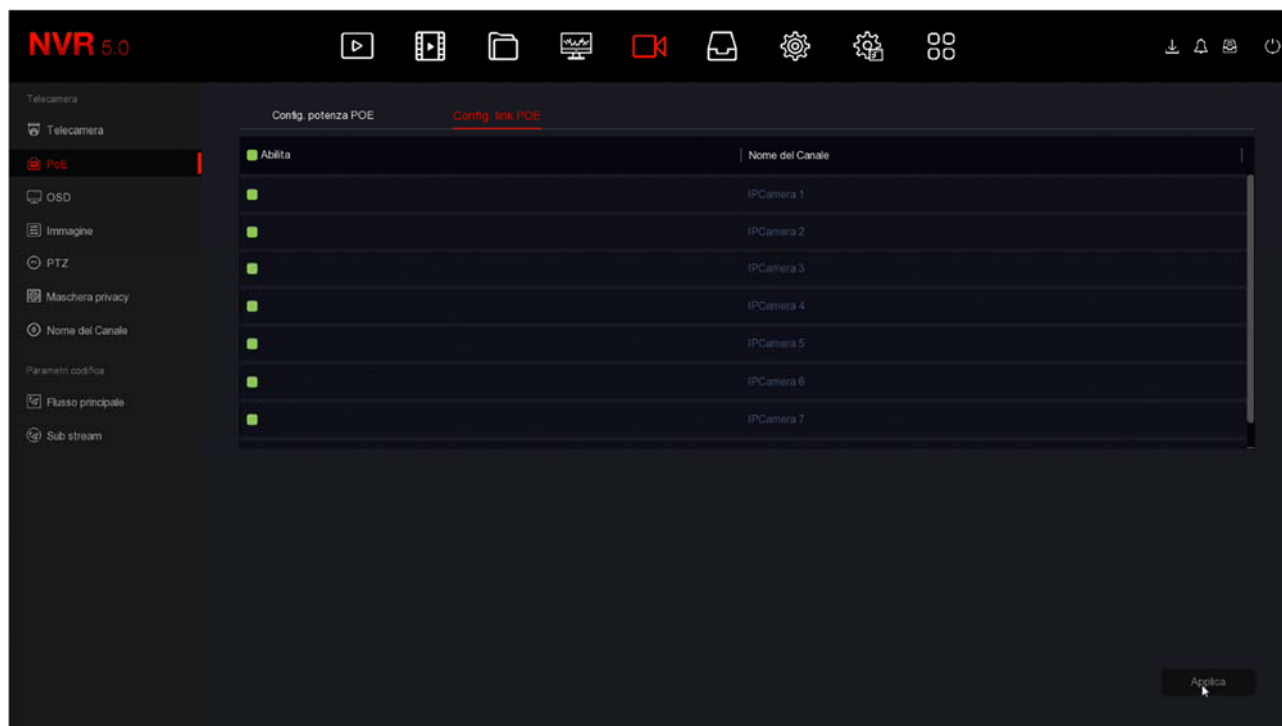 NVR 5.0
Telecamera
Telecamera
PoE
OSD
Immagine
PTZ
Maschera privacy
Nome del Canale
Parametri codifica
Flusso principale
Sub stream
Config. potenza POE
Config. link POE
Abilita
Nome del Canale
IPCamera 1
IPCamera 2
IPCamera 3
IPCamera 4
IPCamera 5
IPCamera 6
IPCamera 7
Applica